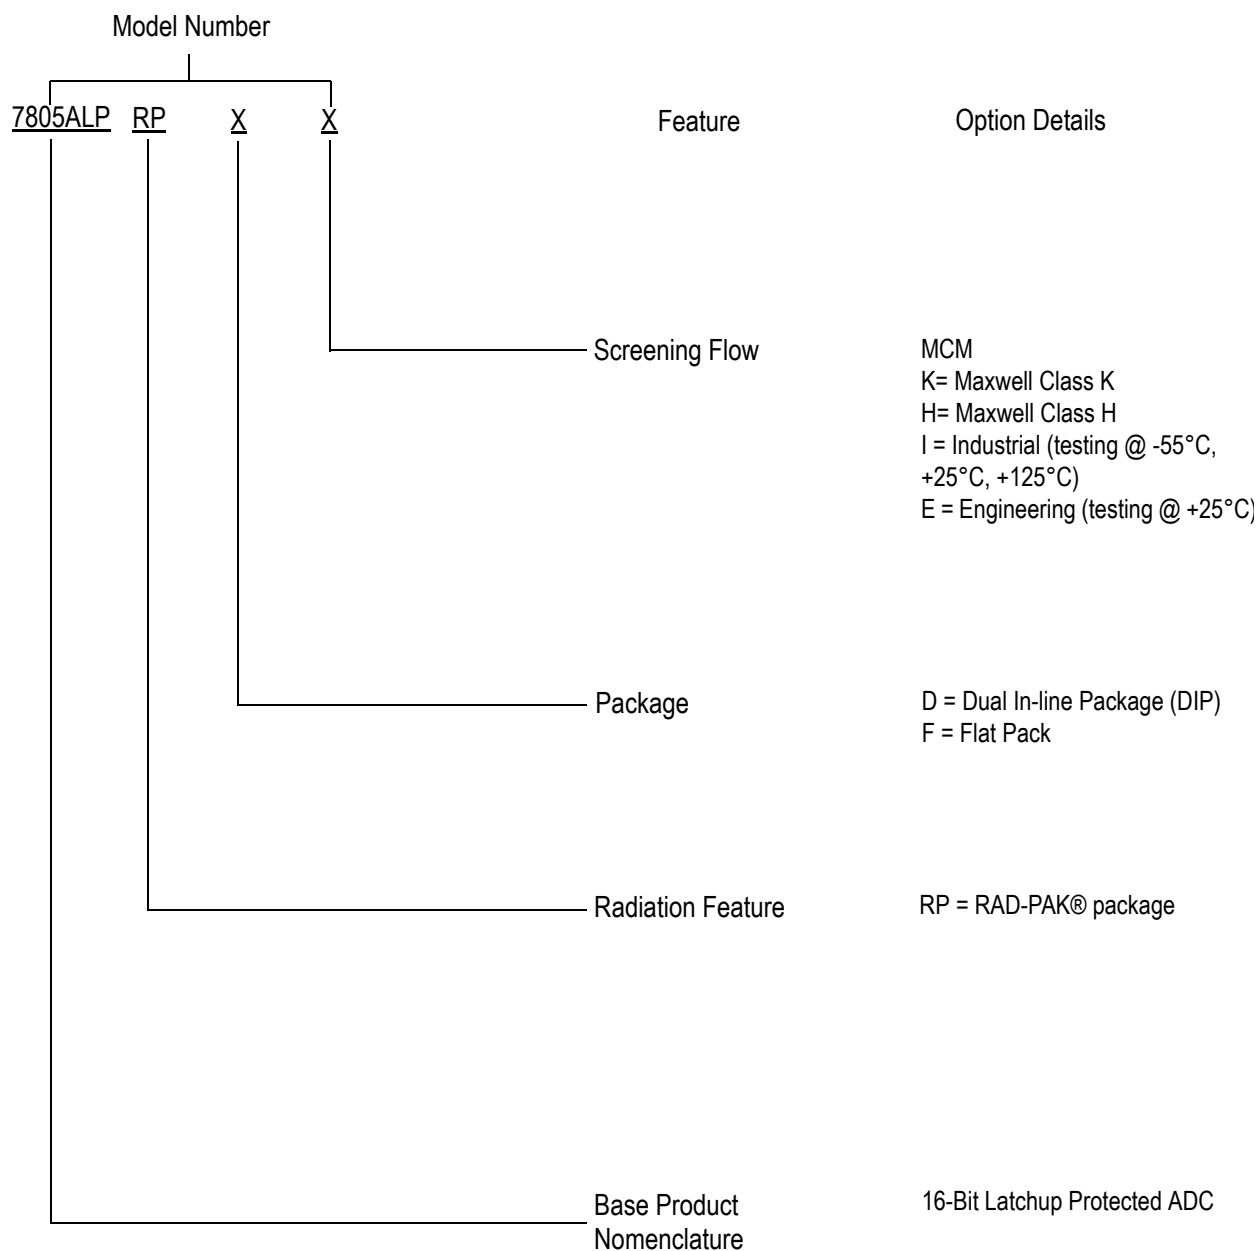 Model Number
7805ALP RP X X
Feature
Option Details
Screening Flow
MCM
K= Maxwell Class K
H= Maxwell Class H
I = Industrial (testing @ -55°C,
+25°C, +125°C)
E = Engineering (testing @ +25°C)
Package
D = Dual In-line Package (DIP)
F = Flat Pack
Radiation Feature
RP = RAD-PAK® package
Base Product
Nomenclature
16-Bit Latchup Protected ADC